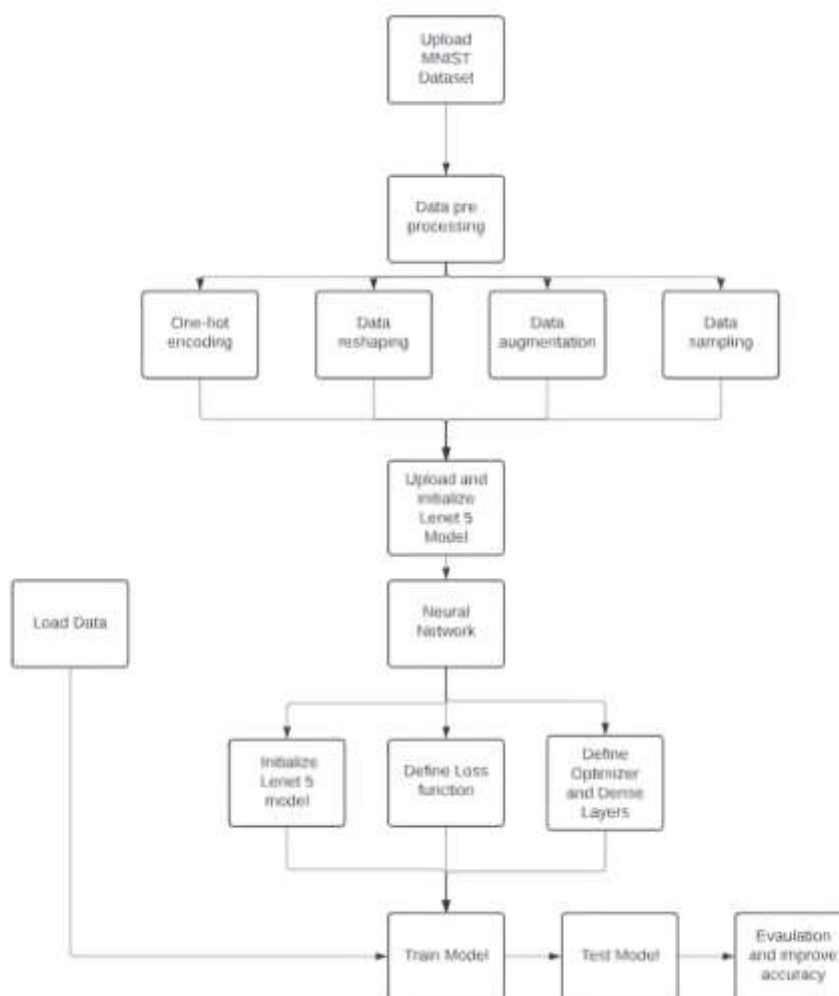 Upload
MNIST
Dataset
Data pre
processing
One-hot
encoding
Data
reshaping
Data
augmentation
Data
sampling
Upload and
initialize
Lenet 5
Model
Load Data
Neural
Network
Initialize
Lenet 5
model
Define Loss
function
Define
Optimizer
and Dense
Layers
Train Model
Test Model
Evaulation
and improve
accuracy